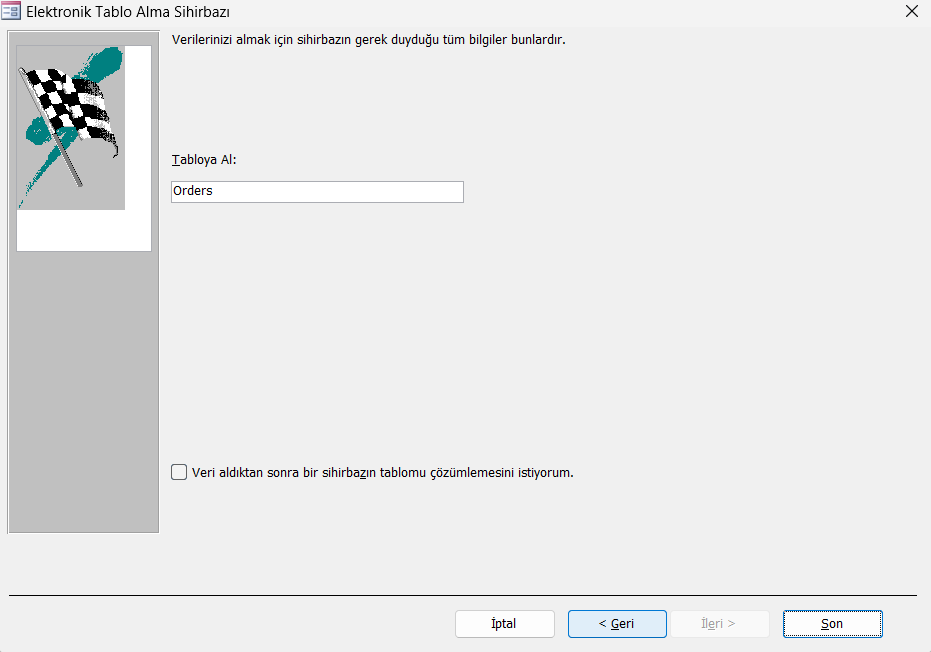 Elektronik Tablo Alma Sihirbazı
Verilerinizi almak için sihirbazın gerek duyduğu tüm bilgiler bunlardır.
Tabloya Al:
Orders
Veri aldıktan sonra bir sihirbazın tablomu çözümlemesini istiyorum.
İptal
< Geri
İleri >
Son